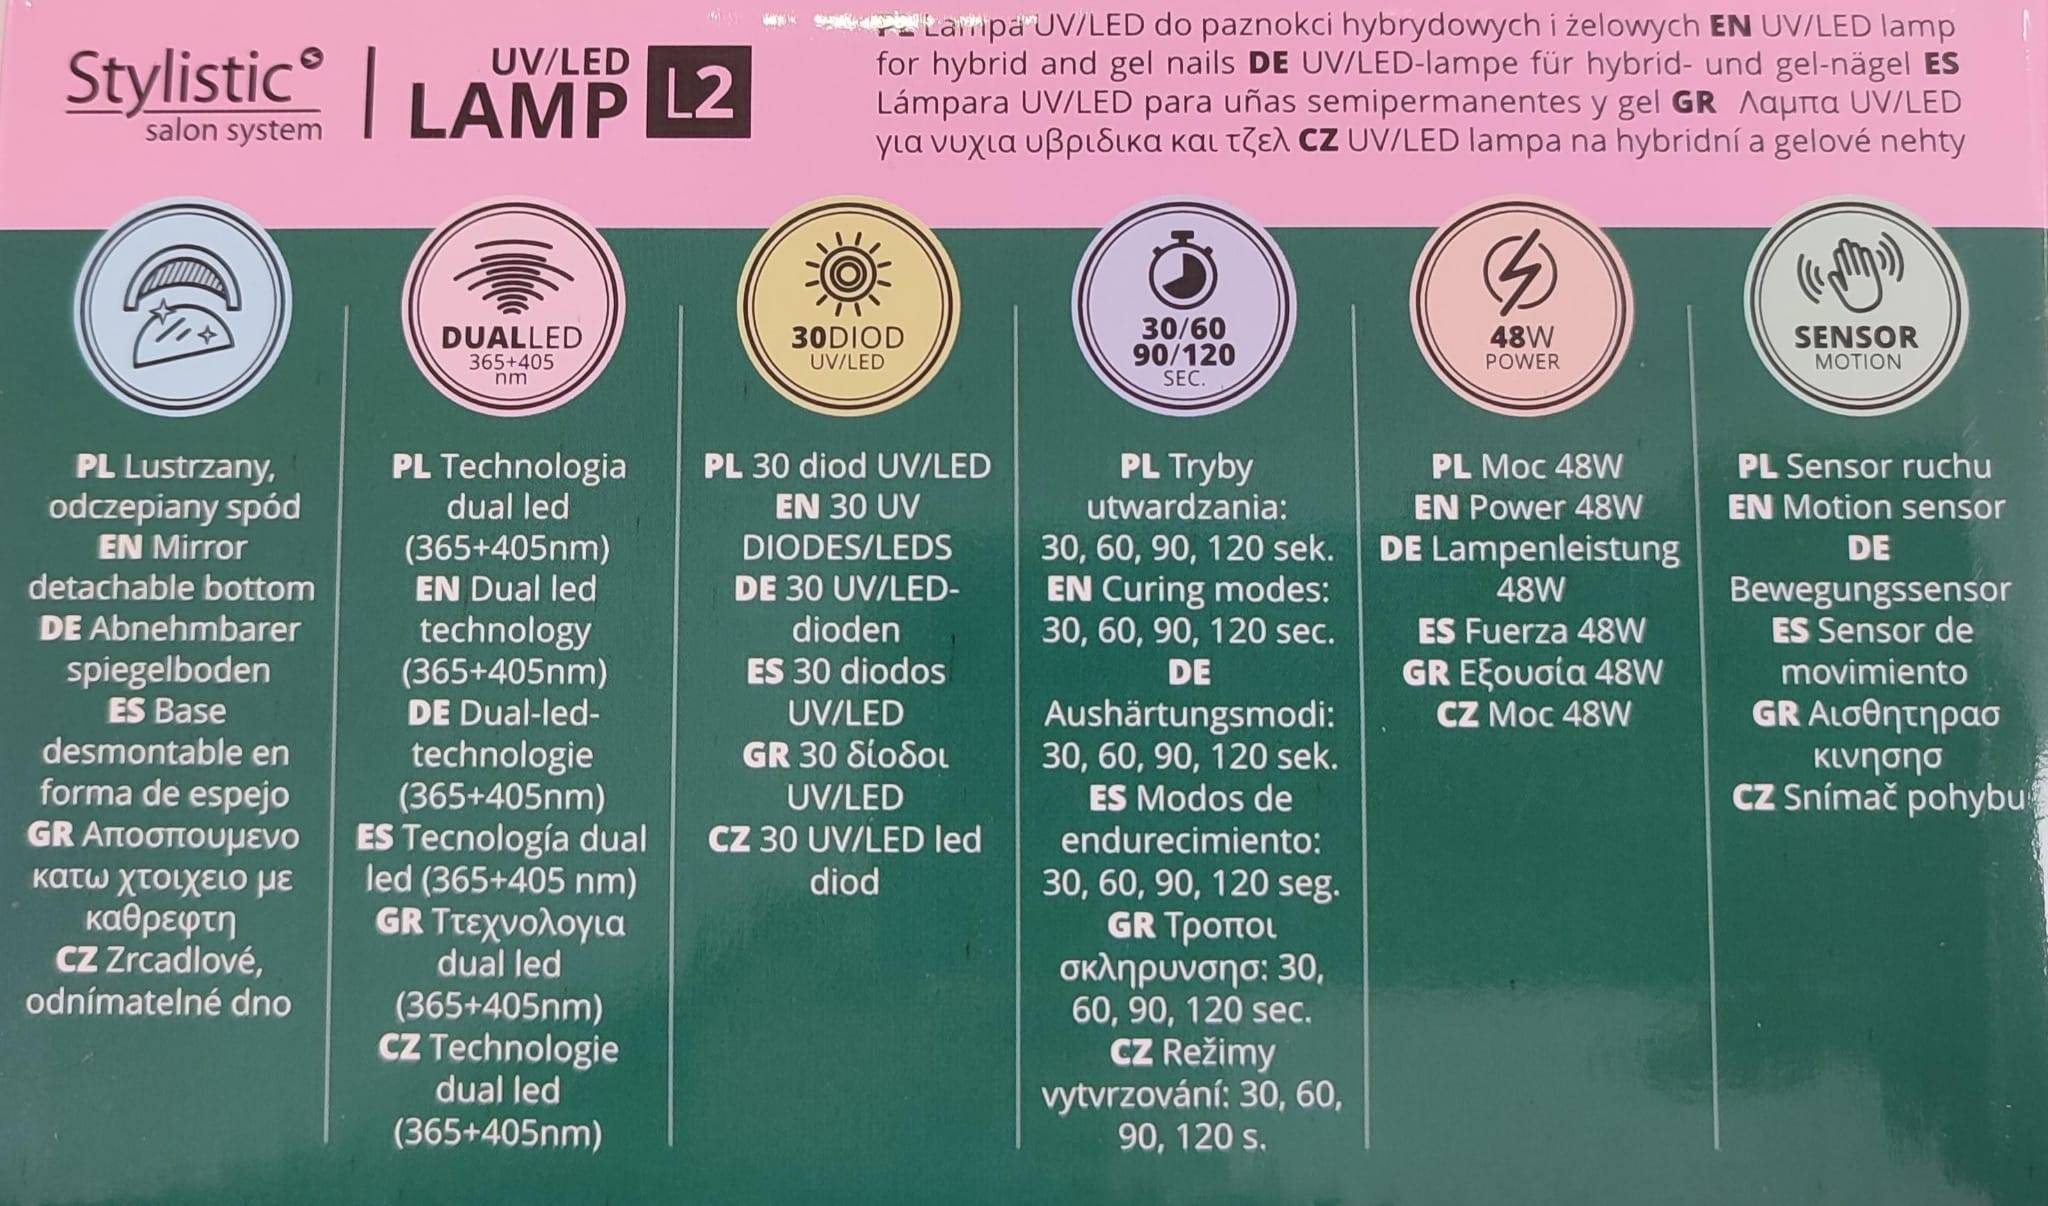 Stylistic
salon system
UV/LED
LAMP L2
PL Lampa UV/LED do paznokci hybrydowych i żelowych EN UV/LED lamp
for hybrid and gel nails DE UV/LED-lampe für hybrid- und gel-nägel ES
Lámpara UV/LED para uñas semipermanentes y gel GR Λαμπα UV/LED
για νυχια υβριδικα και τζελ CZ UV/LED lampa na hybridní a gelové nehty
PL Lustrzany,
odczepiany spód
EN Mirror
detachable bottom
DE Abnehmbarer
spiegelboden
ES Base
desmontable en
forma de espejo
GR Αποσπουμενο
κατω χτοιχειο με
καθρεφτη
CZ Zrcadlové,
odnímatelné dno
DUALLED
365+405
nm
PL Technologia
dual led
(365+405nm)
EN Dual led
technology
(365+405nm)
DE Dual-led-
technologie
(365+405nm)
ES Tecnología dual
led (365+405 nm)
GR Ττεχνολογια
dual led
(365+405nm)
CZ Technologie
dual led
(365+405nm)
30DIOD
UV/LED
PL 30 diod UV/LED
EN 30 UV
DIODES/LEDS
DE 30 UV/LED-
dioden
ES 30 diodos
UV/LED
GR 30 δίοδοι
UV/LED
CZ 30 UV/LED led
diod
30/60
90/120
SEC.
PL Tryby
utwardzania:
30, 60, 90, 120 sek.
EN Curing modes:
30, 60, 90, 120 sec.
DE
Aushärtungsmodi:
30, 60, 90, 120 sek.
ES Modos de
endurecimiento:
30, 60, 90, 120 seg.
GR Τροποι
σκληρυνσησ: 30,
60, 90, 120 sec.
CZ Režimy
vytvrzování: 30, 60,
90, 120 s.
48W
POWER
PL Moc 48W
EN Power 48W
DE Lampenleistung
48W
ES Fuerza 48W
GR Εξουσία 48W
CZ Moc 48W
SENSOR
MOTION
PL Sensor ruchu
EN Motion sensor
DE
Bewegungssensor
ES Sensor de
movimiento
GR Αισθητηρασ
κινησησ
CZ Snímač pohybu